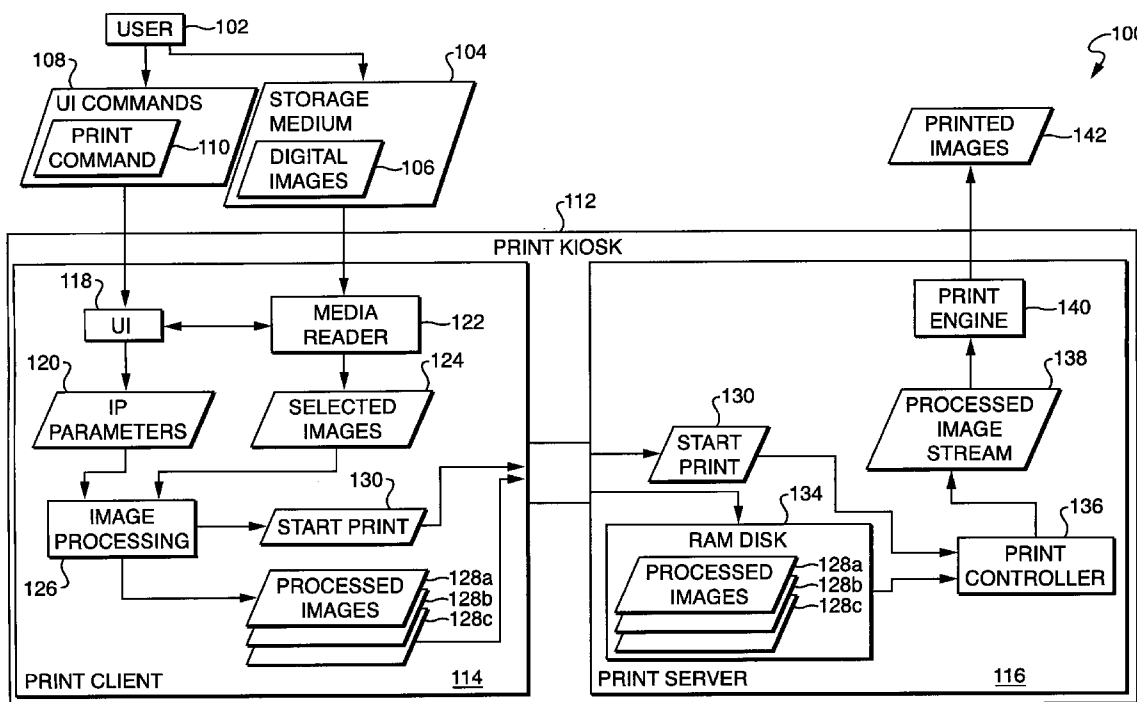 USER
102
100
108
UI COMMANDS
PRINT
COMMAND
110
104
STORAGE
MEDIUM
DIGITAL
IMAGES
106
PRINTED
IMAGES
142
112
PRINT KIOSK
118
UI
MEDIA
READER
122
120
IP
PARAMETERS
124
SELECTED
IMAGES
IMAGE
PROCESSING
126
130
START PRINT
PROCESSED
IMAGES
128a
128b
128c
PRINT CLIENT
114
PRINT
ENGINE
140
138
PROCESSED
IMAGE
STREAM
130
START
PRINT
134
RAM DISK
PROCESSED
IMAGES
128a
128b
128c
136
PRINT
CONTROLLER
PRINT SERVER
116